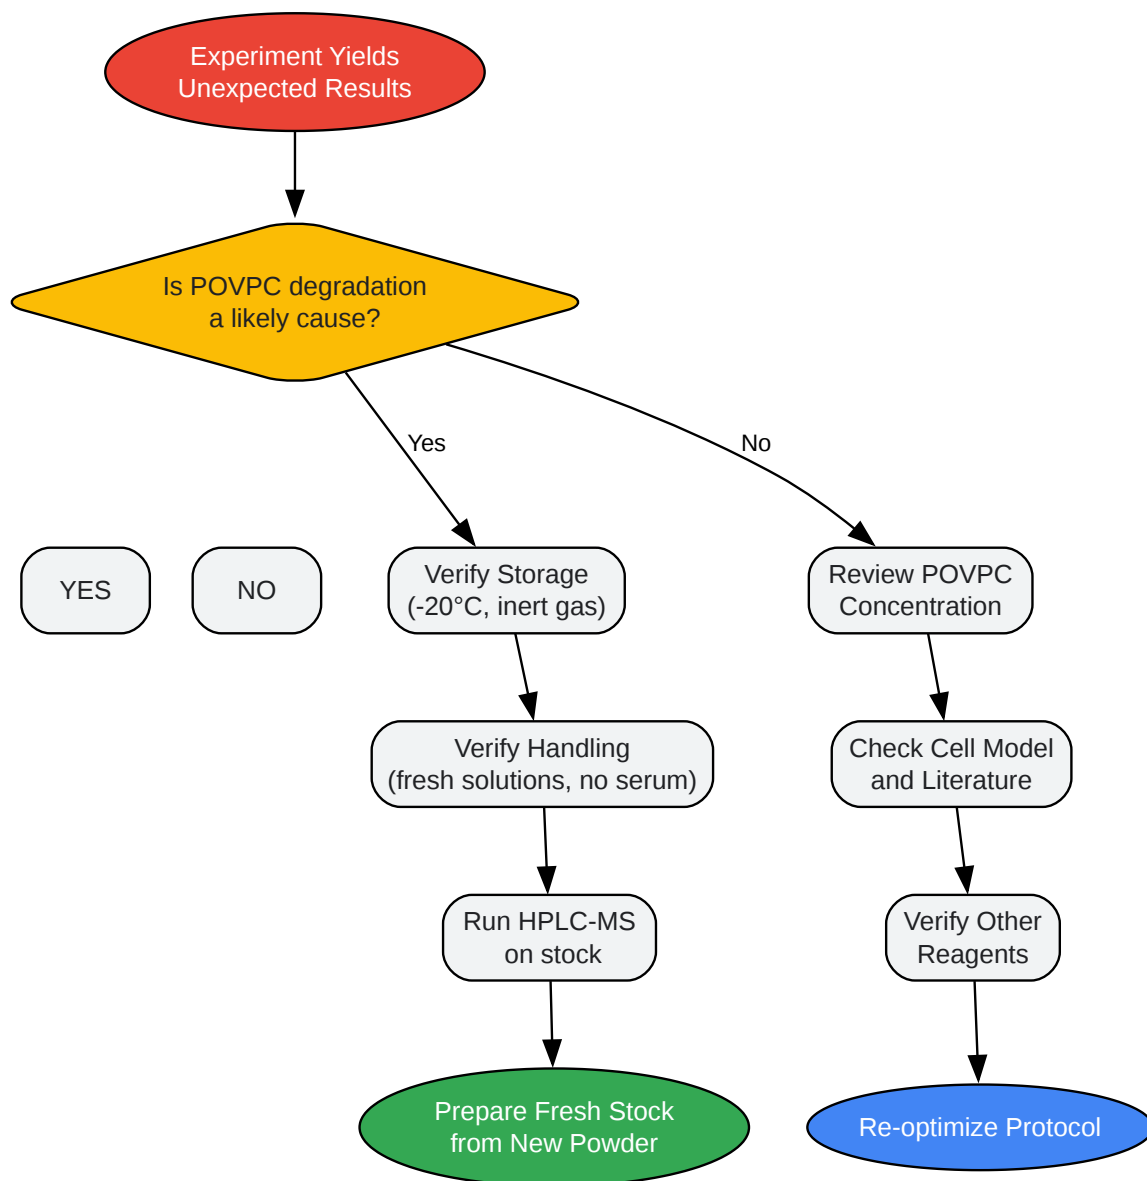 Experiment Yields
Unexpected Results
Is POVPC degradation
a likely cause?
Yes
No
YES
NO
Verify Storage
(-20°C, inert gas)
Review POVPC
Concentration
Verify Handling
(fresh solutions, no serum)
Check Cell Model
and Literature
Run HPLC-MS
on stock
Verify Other
Reagents
Prepare Fresh Stock
from New Powder
Re-optimize Protocol